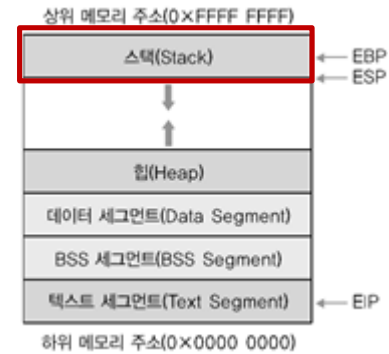 상위 메모리 주소(0×FFFF FFFF)
스택(Stack)
EBP
ESP
힙(Heap)
데이터 세그먼트(Data Segment)
BSS 세그먼트(BSS Segment)
텍스트 세그먼트(Text Segment)
EIP
하위 메모리 주소(0×0000 0000)